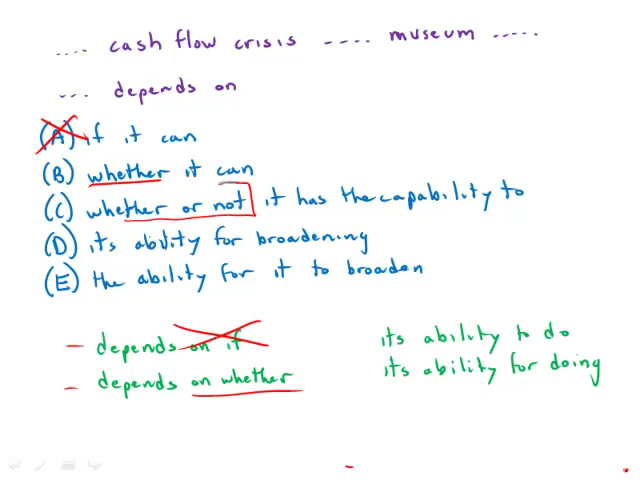 .... cash flow crisis ..... museum .....
... depends on
(A) if it can
(B) whether it can
(C) whether or not it has the capability to
(D) its ability for broadening
(E) the ability for it to broaden
– depends on if
– depends on whether
its ability to do
its ability for doing